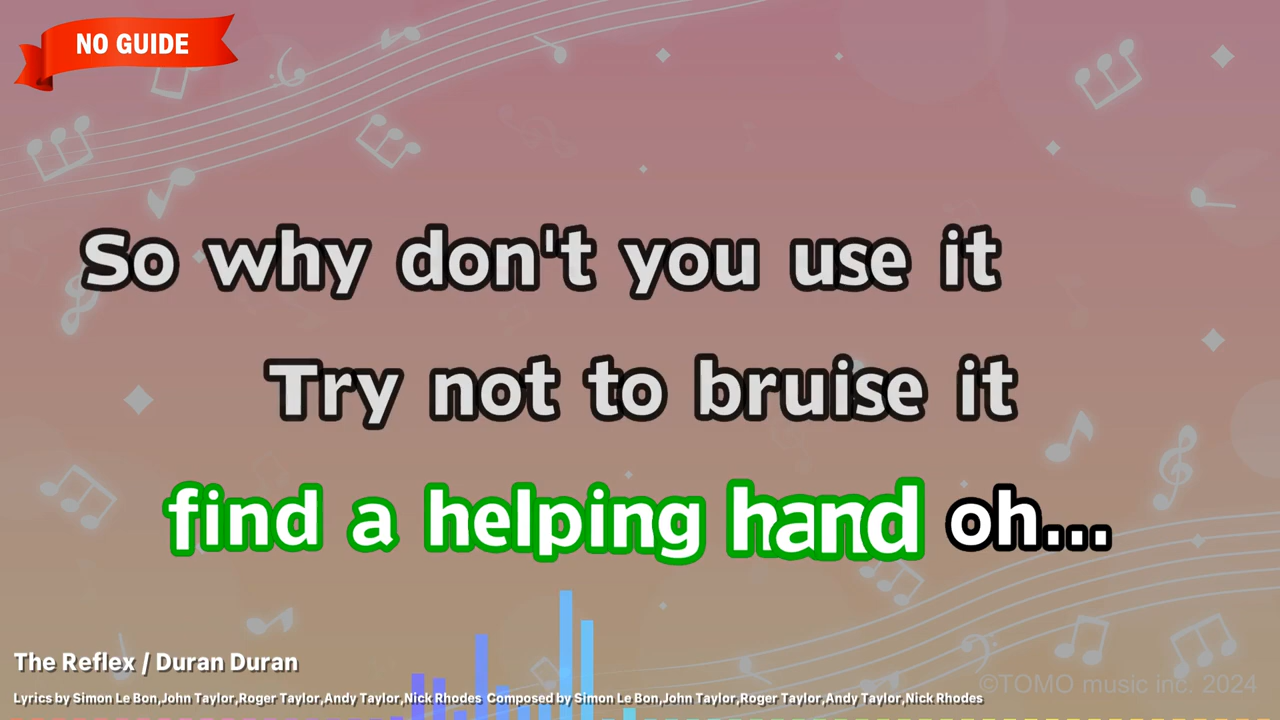 NO GUIDE
So why don't you use it
Try not to bruise it
find a helping hand oh...
The Reflex / Duran Duran
Lyrics by Simon Le Bon,John Taylor,Roger Taylor,Andy Taylor,Nick Rhodes Composed by Simon Le Bon,John Taylor,Roger Taylor,Andy Taylor,Nick Rhodes
©TOMO music inc. 2024